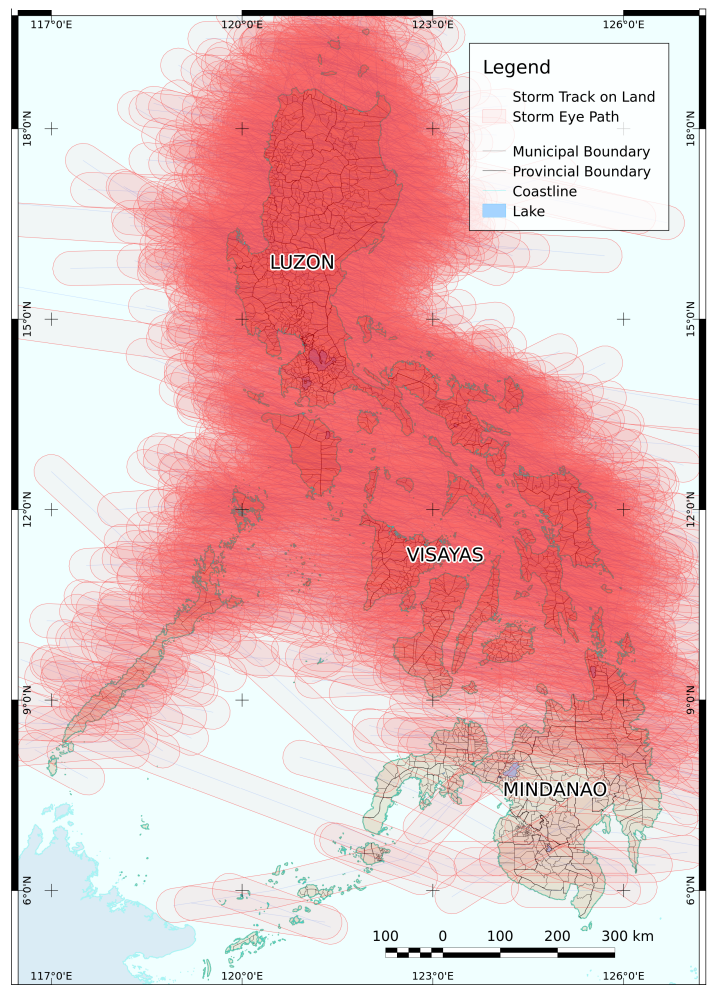 117°0'E 120°0'E 123°0'E 126°0'E
Legend
Storm Track on Land
Storm Eye Path
Municipal Boundary
Provincial Boundary
Coastline
Lake
18°0'N 18°0'N
LUZON
15°0'N 15°0'N
12°0'N 12°0'N
VISAYAS
9°0'N 9°0'N
MINDANAO
6°0'N 6°0'N
100 0 100 200 300 km
117°0'E 120°0'E 123°0'E 126°0'E